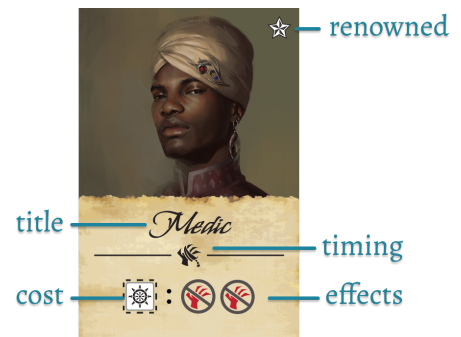 renowned
title
Medic
timing
cost
:
effects